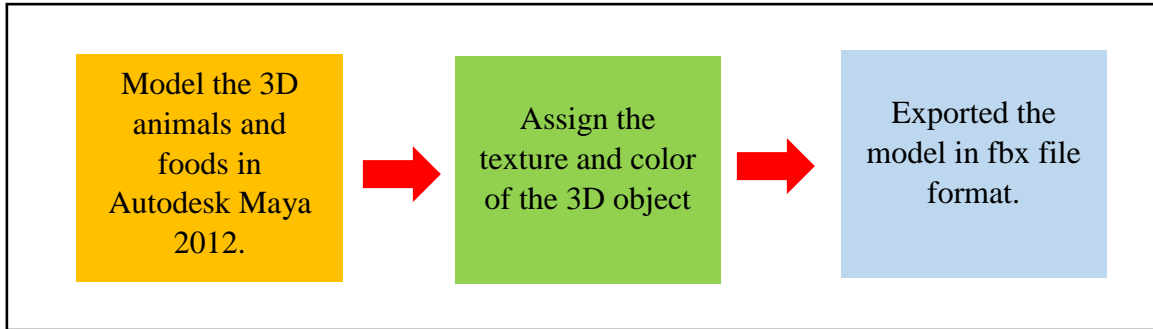 Model the 3D
animals and
foods in
Autodesk Maya
2012.
Assign the
texture and color
of the 3D object
Exported the
model in fbx file
format.